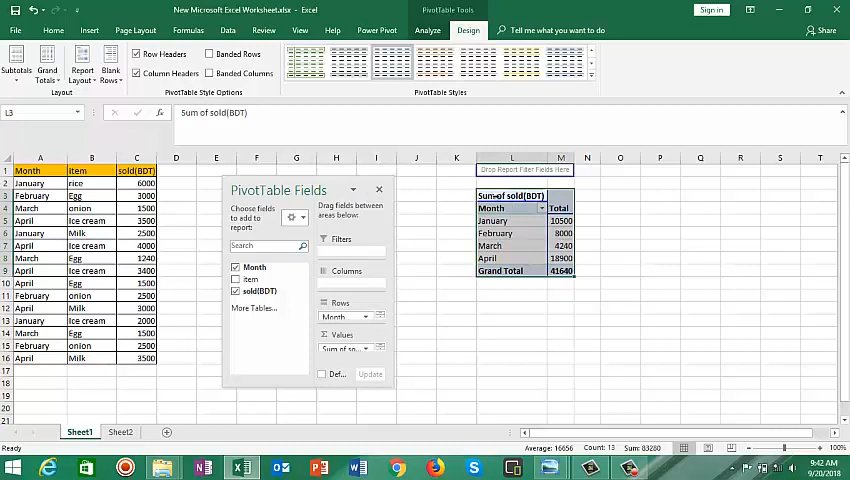 New Microsoft Excel Worksheet.xlsx - Excel
PivotTable Tools
Sign in
File Home Insert Page Layout Formulas Data Review View Power Pivot Analyze Design Tell me what you want to do Share
Subtotals
Grand Totals
Report Layout
Blank Rows
Row Headers Banded Rows
Column Headers Banded Columns
Layout PivotTable Style Options PivotTable Styles
L3 fx Sum of sold(BDT)
A B C D E F G H I J K L M N O P Q R S T
1 Month item sold(BDT) Drop Report Filter Fields Here
2 January rice 6000
3 February Egg 3000 Sum of sold(BDT)
4 March onion 1500 Month Total
5 April Ice cream 3500 January 10500
6 January Milk 2500 February 8000
7 April Ice cream 4000 March 4240
8 March Egg 1240 April 18900
9 April Ice cream 3400 Grand Total 41640
10 April Egg 1500
11 February onion 2500
12 April Milk 3000
13 January Ice cream 2000
14 March Egg 1500
15 February onion 2500
16 April Milk 3500
17
18
19
20
21
PivotTable Fields
Choose fields to add to report:
Search
Month
item
sold(BDT)
More Tables...
Drag fields between areas below:
Filters
Columns
Rows
Month
Σ Values
Sum of so...
Def... Update
Sheet1 Sheet2
Ready Average: 16656 Count: 13 Sum: 83280 100%
9:42 AM
9/20/2018